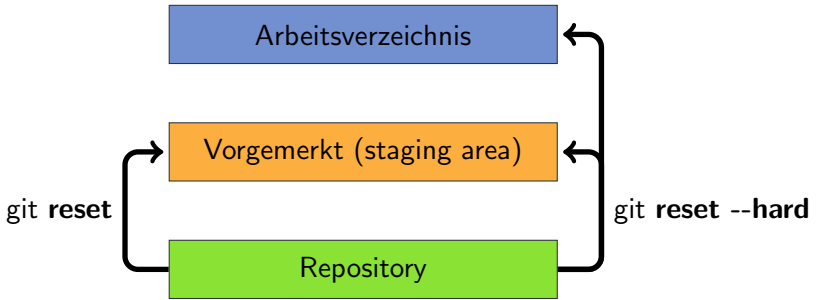 Arbeitsverzeichnis
Vorgemerkt (staging area)
git reset
git reset --hard
Repository